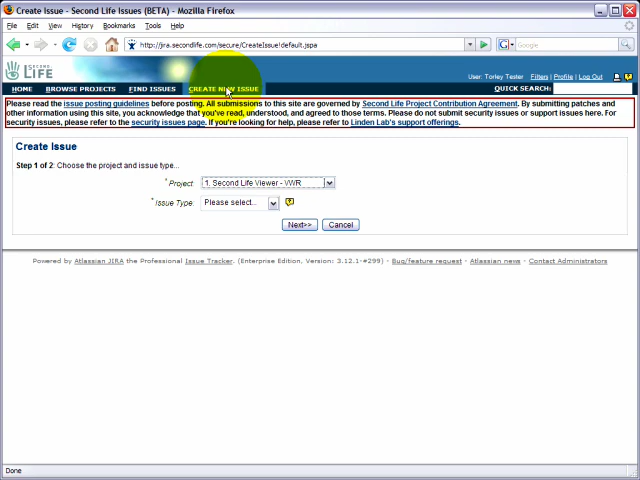 Create Issue - Second Life Issues (BETA) - Mozilla Firefox
File Edit View History Bookmarks Tools Help
http://jira.secondlife.com/secure/CreateIssue!default.jspa
Google
SECOND LIFE
User: Torley Tester Filters | Profile | Log Out
HOME BROWSE PROJECTS FIND ISSUES CREATE NEW ISSUE QUICK SEARCH:
Please read the issue posting guidelines before posting. All submissions to this site are governed by Second Life Project Contribution Agreement. By submitting patches and
other information using this site, you acknowledge that you've read, understood, and agreed to those terms. Please do not submit security issues or support issues here. For
security issues, please refer to the security issues page. If you're looking for help, please refer to Linden Lab's support offerings.
Create Issue
Step 1 of 2: Choose the project and issue type...
* Project: 1. Second Life Viewer - VWR
* Issue Type: Please select...
Next>> Cancel
Powered by Atlassian JIRA the Professional Issue Tracker. (Enterprise Edition, Version: 3.12.1-#299) - Bug/feature request - Atlassian news - Contact Administrators
Done